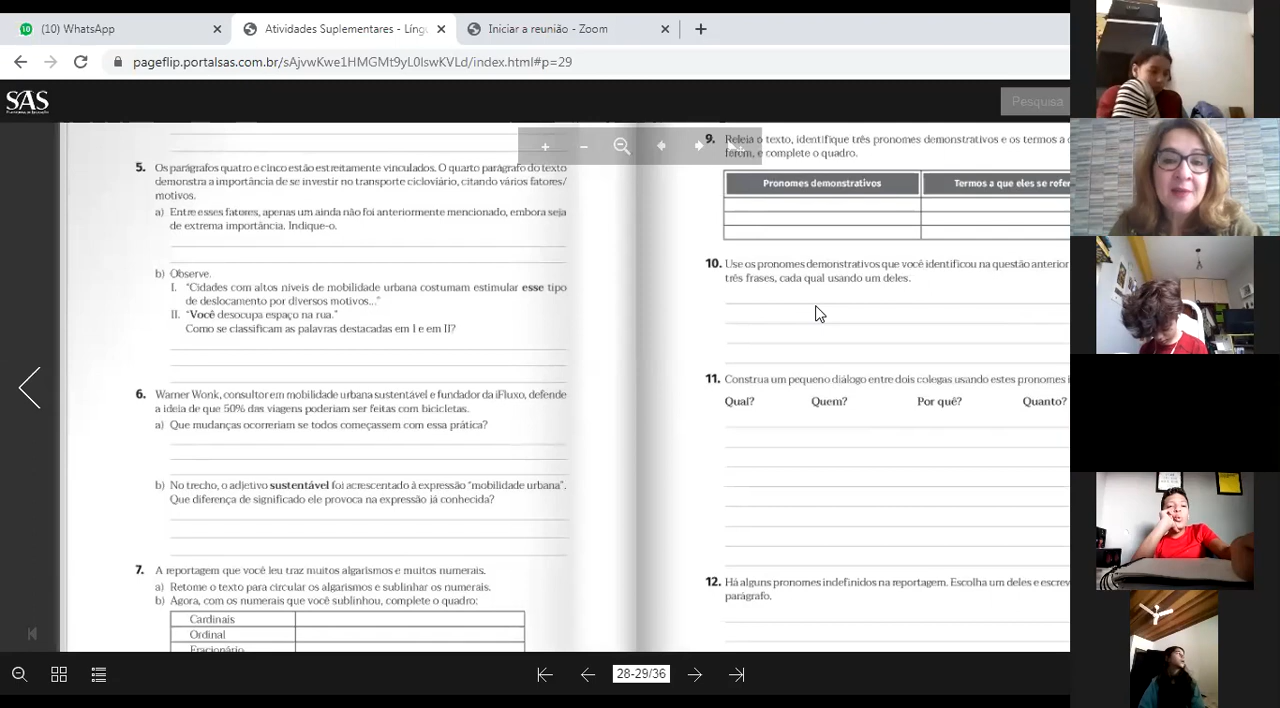 (10) WhatsApp
Atividades Suplementares - Língu
Iniciar a reunião - Zoom
pageflip.portalsas.com.br/sAjvwKwe1HMGMt9yL0lswKVLd/index.html#p=29
SAS
Pesquisa
5. Os parágrafos quatro e cinco estão estreitamente vinculados. O quarto parágrafo do texto
demonstra a importância de se investir no transporte cicloviário, citando vários fatores/
motivos.
a) Entre esses fatores, apenas um ainda não foi anteriormente mencionado, embora seja
de extrema importância. Indique-o.
b) Observe.
I. “Cidades com altos níveis de mobilidade urbana costumam estimular esse tipo
de deslocamento por diversos motivos...”
II. “Você desocupa espaço na rua.”
Como se classificam as palavras destacadas em I e em II?
6. Warner Wonk, consultor em mobilidade urbana sustentável e fundador da iFluxo, defende
a ideia de que 50% das viagens poderiam ser feitas com bicicletas.
a) Que mudanças ocorreriam se todos começassem com essa prática?
b) No trecho, o adjetivo sustentável foi acrescentado à expressão “mobilidade urbana”.
Que diferença de significado ele provoca na expressão já conhecida?
7. A reportagem que você leu traz muitos algarismos e muitos numerais.
a) Retome o texto para circular os algarismos e sublinhar os numerais.
b) Agora, com os numerais que você sublinhou, complete o quadro:
Cardinais
Ordinal
Fracionário
9. Releia o texto, identifique três pronomes demonstrativos e os termos a
ferem, e complete o quadro.
Pronomes demonstrativos
Termos a que eles se refer
10. Use os pronomes demonstrativos que você identificou na questão anterior
três frases, cada qual usando um deles.
11. Construa um pequeno diálogo entre dois colegas usando estes pronomes i
Qual? Quem? Por quê? Quanto?
12. Há alguns pronomes indefinidos na reportagem. Escolha um deles e escrev
parágrafo.
28-29/36